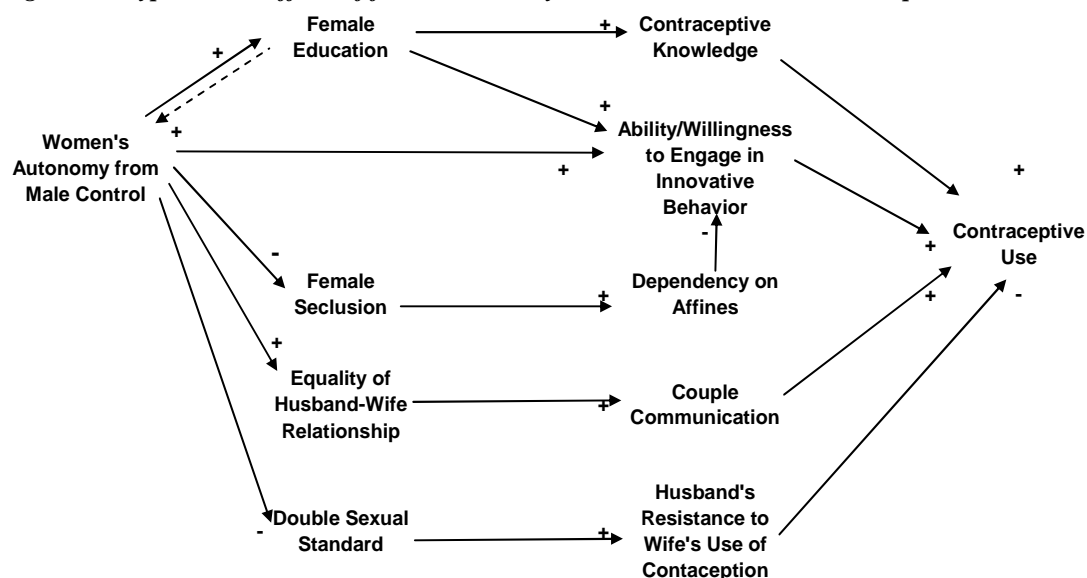 Female
Education
Contraceptive
Knowledge
Women's
Autonomy from
Male Control
Ability/Willingness
to Engage in
Innovative
Behavior
Contraceptive
Use
Female
Seclusion
Dependency on
Affines
Equality of
Husband-Wife
Relationship
Couple
Communication
Double Sexual
Standard
Husband's
Resistance to
Wife's Use of
Contaception
+
+
+
+
+
+
-
-
+
+
+
+
-
+
+
-
+